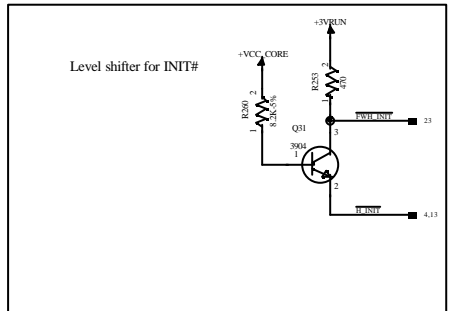 +3VRUN
+VCC_CORE
Level shifter for INIT#
2
R253
470
1
2
R260
8.2K-5%
1
Q31
3904
1
3
2
FWH_INIT
23
H_INIT
4,13